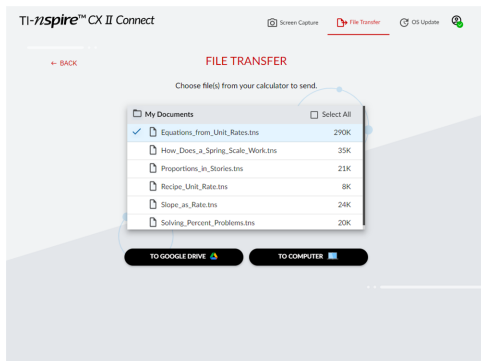 TI-nspire™ CX II Connect
Screen Capture
File Transfer
OS Update
← BACK
FILE TRANSFER
Choose file(s) from your calculator to send.
My Documents
Select All
Equations_from_Unit_Rates.tns 290K
How_Does_a_Spring_Scale_Work.tns 35K
Proportions_in_Stories.tns 21K
Recipe_Unit_Rate.tns 8K
Slope_as_Rate.tns 24K
Solving_Percent_Problems.tns 20K
TO GOOGLE DRIVE
TO COMPUTER